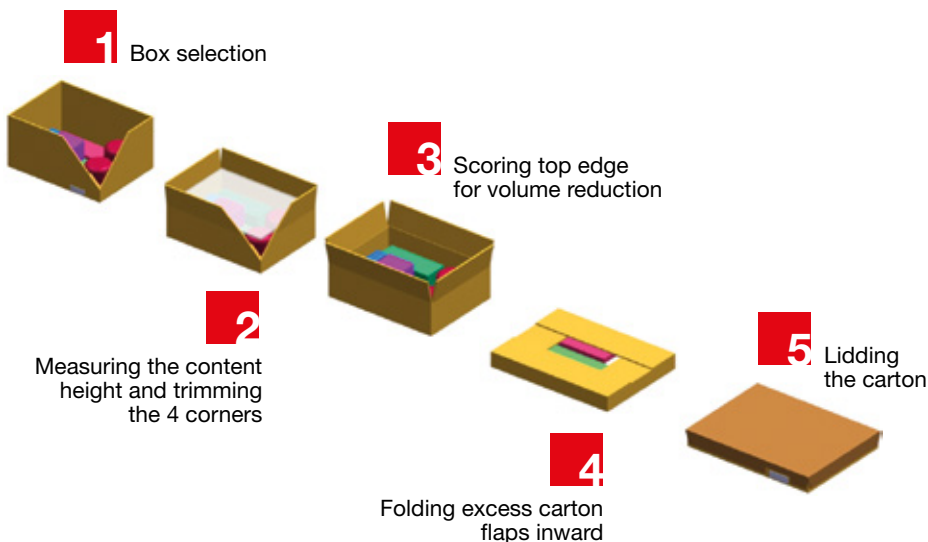 1
Box selection
2
Measuring the content
height and trimming
the 4 corners
3
Scoring top edge
for volume reduction
4
Folding excess carton
flaps inward
5
Lidding
the carton